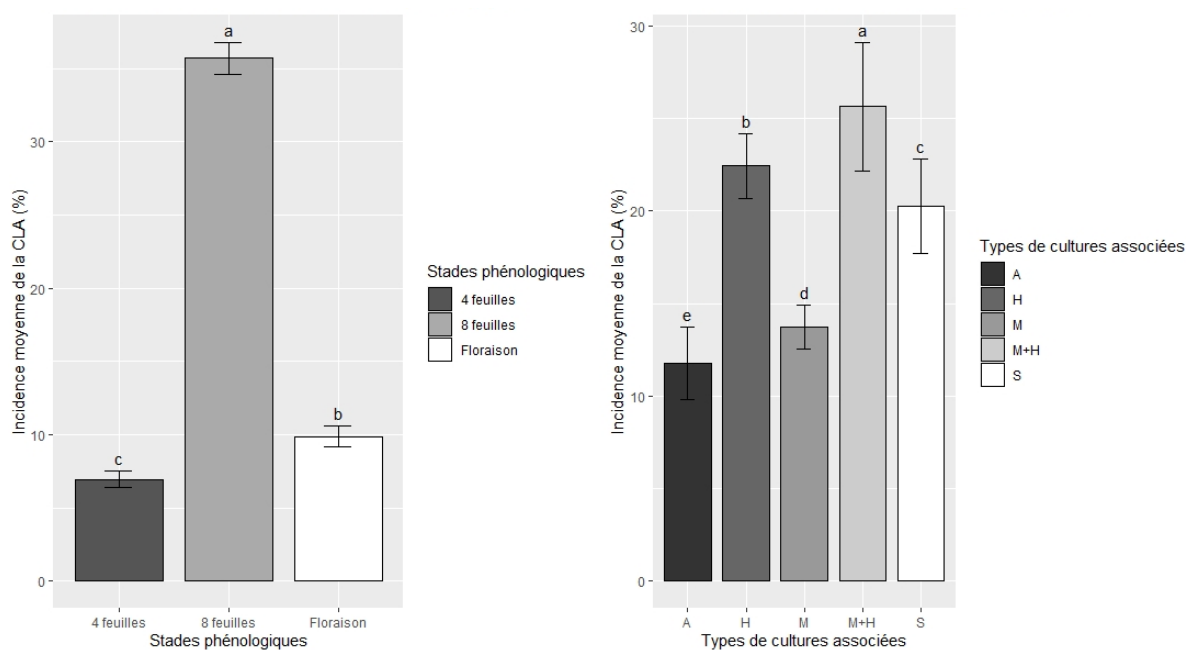 Incidence moyenne de la CLA (%)
30
20
10
0
a
b
c
4 feuilles
8 feuilles
Floraison
Stades phénologiques
Stades phénologiques
4 feuilles
8 feuilles
Floraison
Incidence moyenne de la CLA (%)
30
20
10
0
a
b
c
d
e
A
H
M
M+H
S
Types de cultures associées
Types de cultures associées
A
H
M
M+H
S